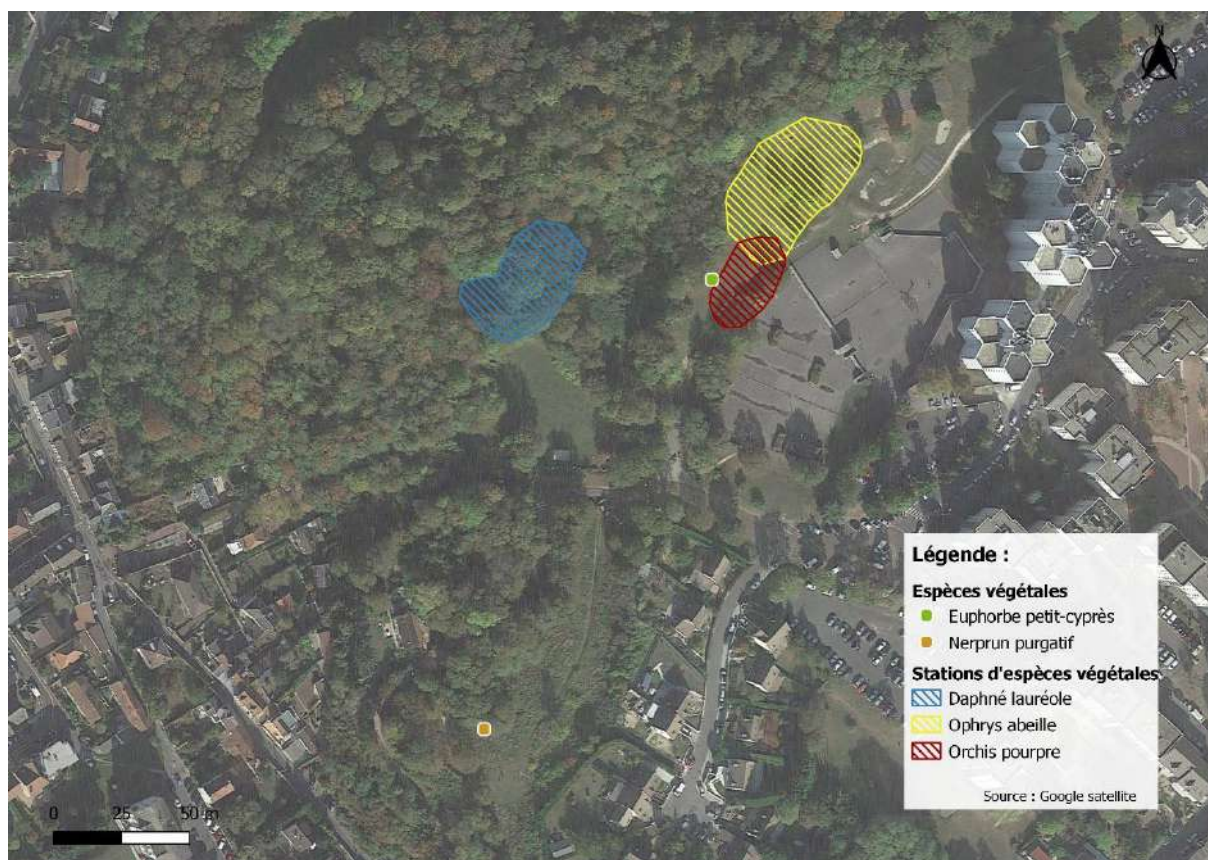 N
Légende :
Espèces végétales
Euphorbe petit-cyprès
Nerprun purgatif
Stations d'espèces végétales
Daphné lauréole
Ophrys abeille
Orchis pourpre
Source : Google satellite
0 25 50 m